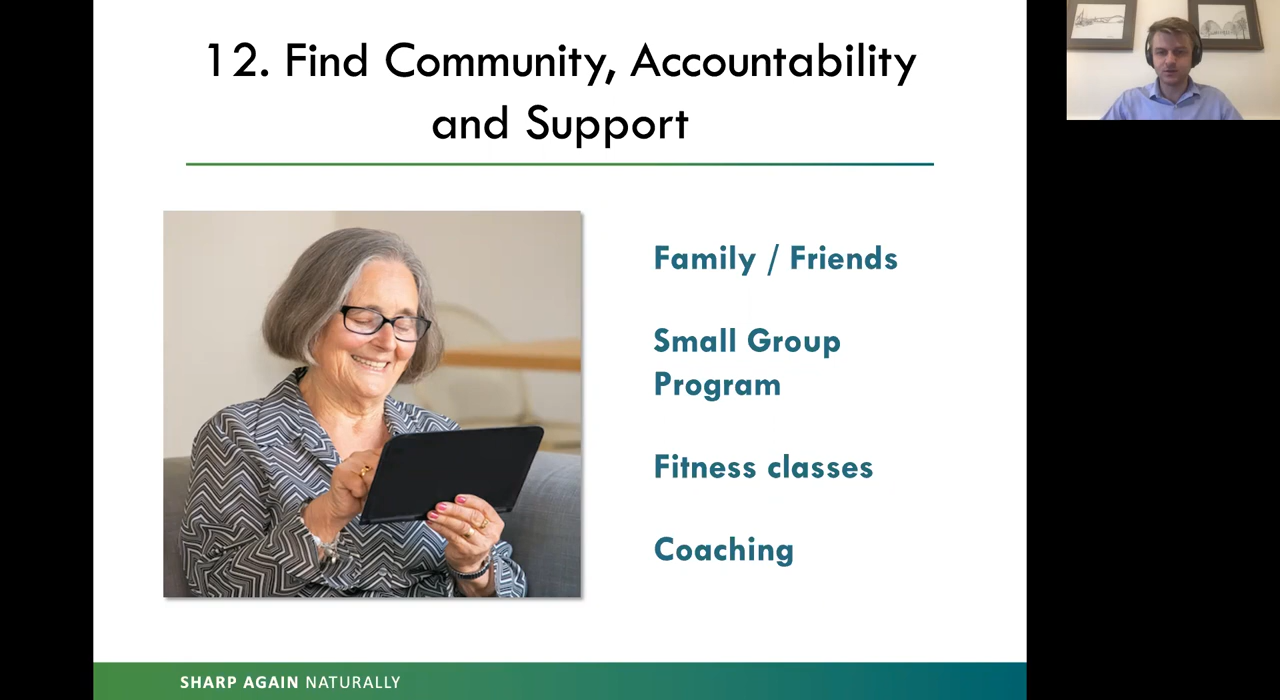 12. Find Community, Accountability
and Support
Family / Friends
Small Group
Program
Fitness classes
Coaching
SHARP AGAIN NATURALLY